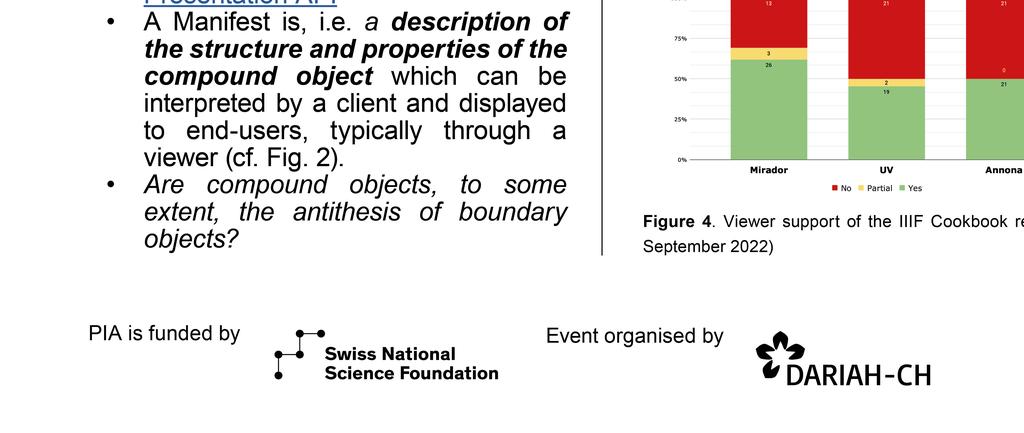 Presentation API
• A Manifest is, i.e. a description of
the structure and properties of the
compound object which can be
interpreted by a client and displayed
to end-users, typically through a
viewer (cf. Fig. 2).
• Are compound objects, to some
extent, the antithesis of boundary
objects?
13
21
21
75%
3
26
50%
2
19
0
21
25%
0%
Mirador
UV
Annona
No Partial Yes
Figure 4. Viewer support of the IIIF Cookbook
September 2022)
PIA is funded by
Swiss National
Science Foundation
Event organised by
DARIAH-CH